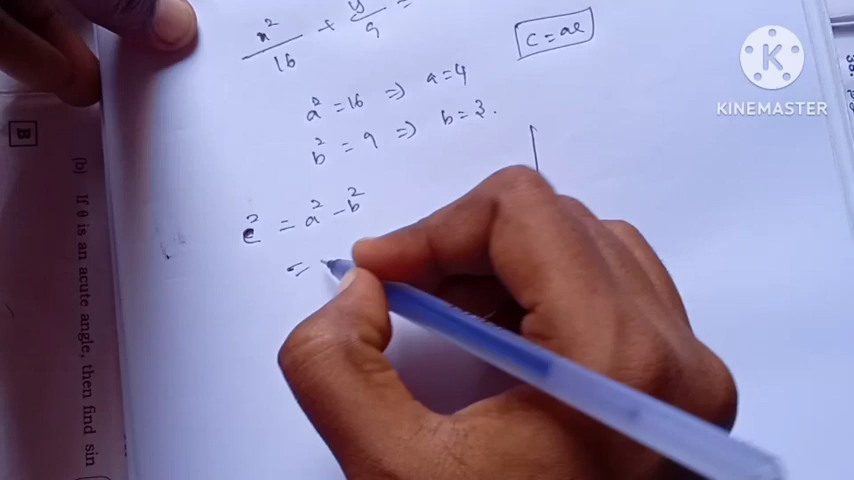 x²/16 + y/9 =
c = ae
a² = 16 => a = 4
b² = 9 => b = 3.
c² = a² - b²
=
KINEMASTER
B
(b) If θ is an acute angle, then find sin